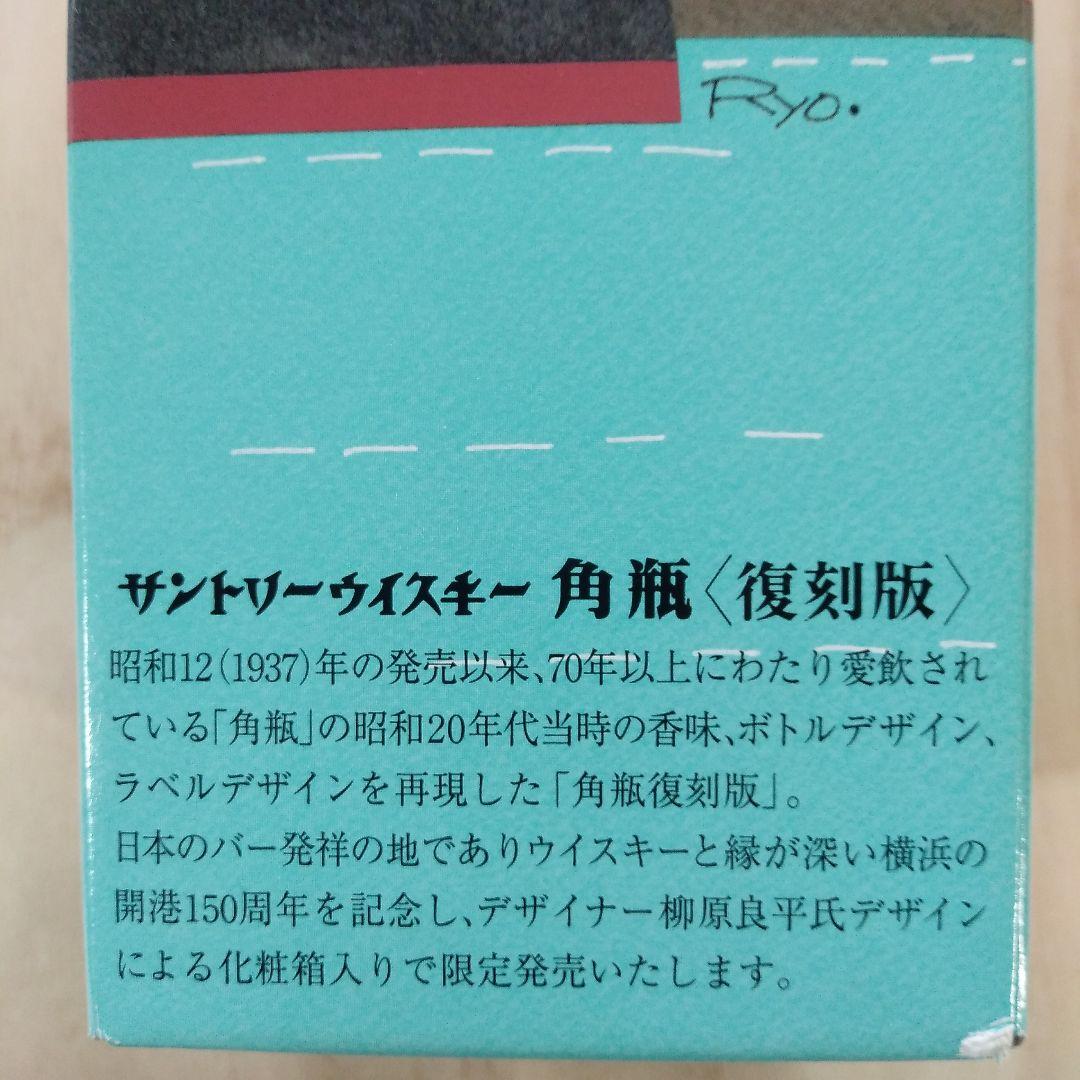 Ryo.
サントリーウイスキー 角瓶〈復刻版〉
昭和12(1937)年の発売以来、70年以上にわたり愛飲され
ている「角瓶」の昭和20年代当時の香味、ボトルデザイン、
ラベルデザインを再現した「角瓶復刻版」。
日本のバー発祥の地でありウイスキーと縁が深い横浜の
開港150周年を記念し、デザイナー柳原良平氏デザイン
による化粧箱入りで限定発売いたします。